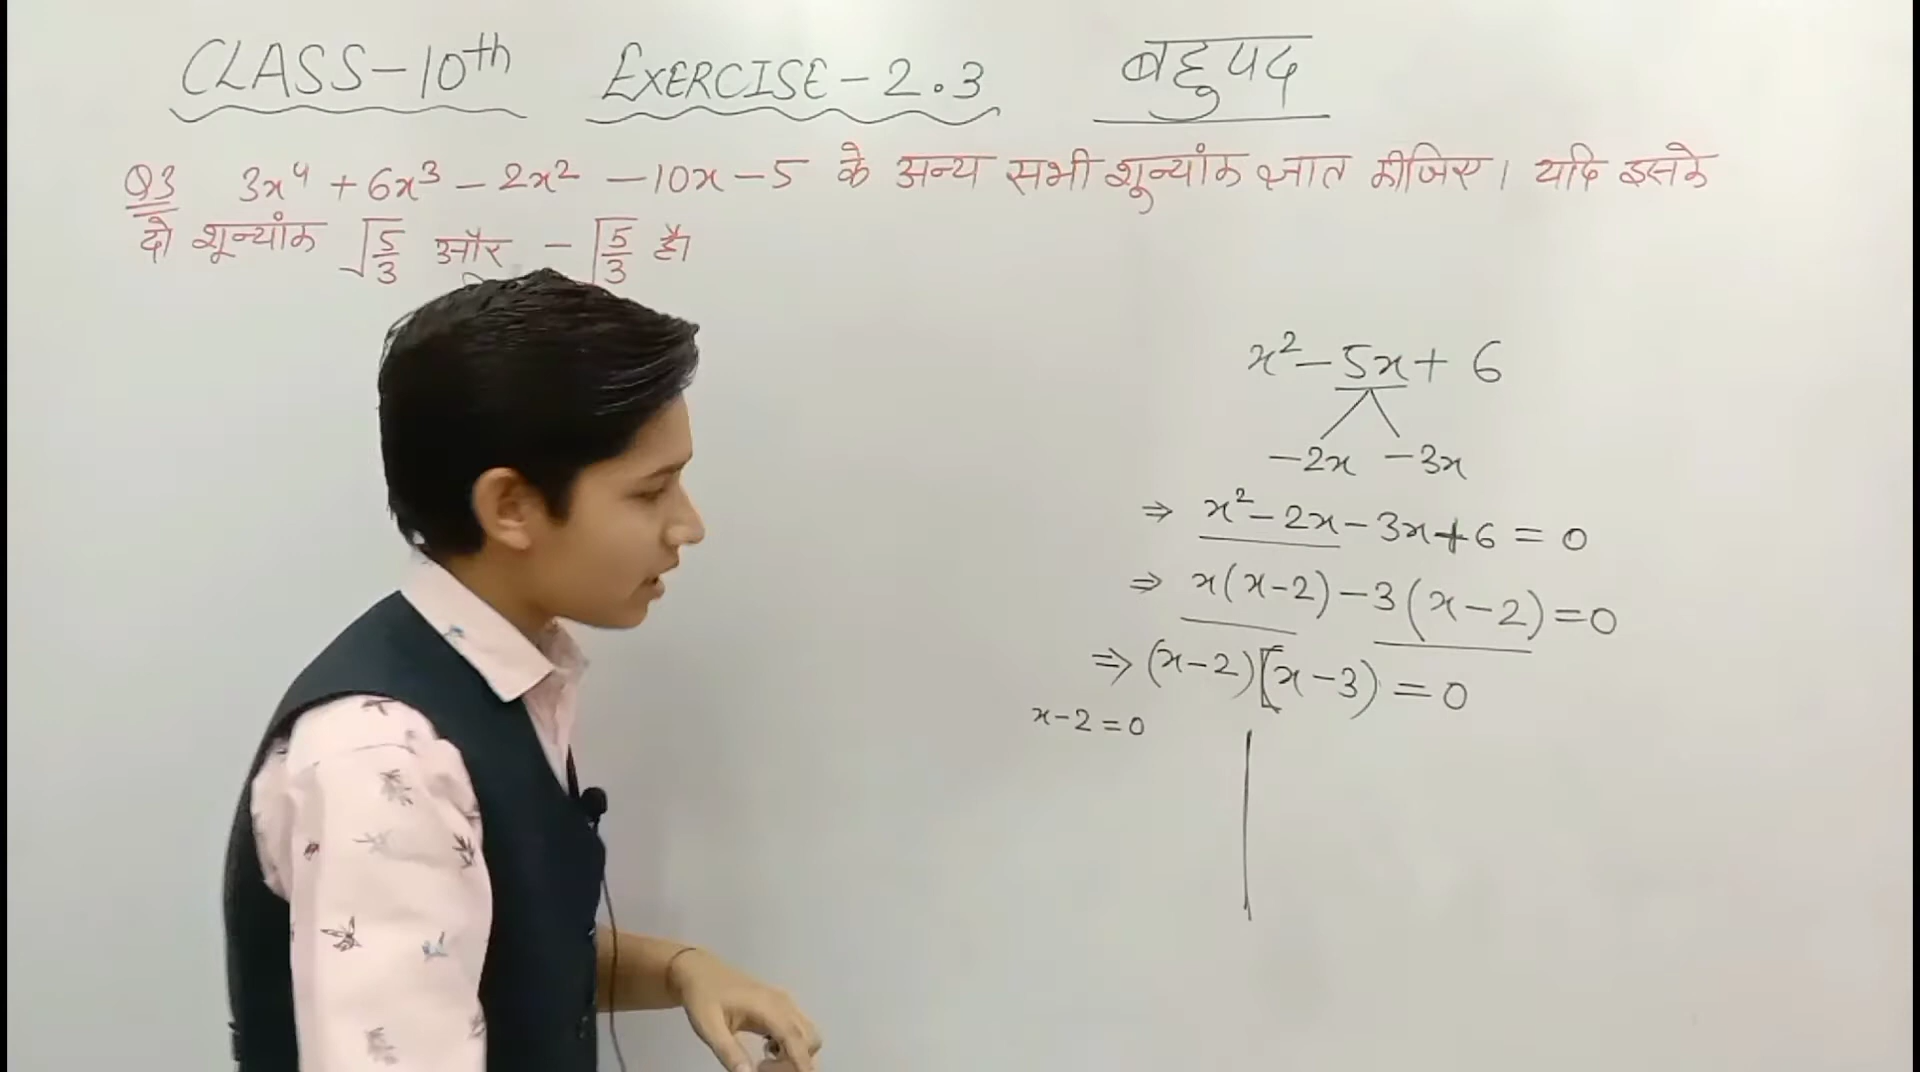 CLASS-10th EXERCISE-2.3 बहुपद
Q3 3x⁴ + 6x³ - 2x² - 10x - 5 के अन्य सभी शून्यांक ज्ञात कीजिए। यदि इसके
दो शून्यांक √5/3 और - √5/3 है।
x² - 5x + 6
-2x -3x
⇒ x² - 2x - 3x + 6 = 0
⇒ x(x-2) - 3(x-2) = 0
⇒ (x-2)(x-3) = 0
x-2 = 0